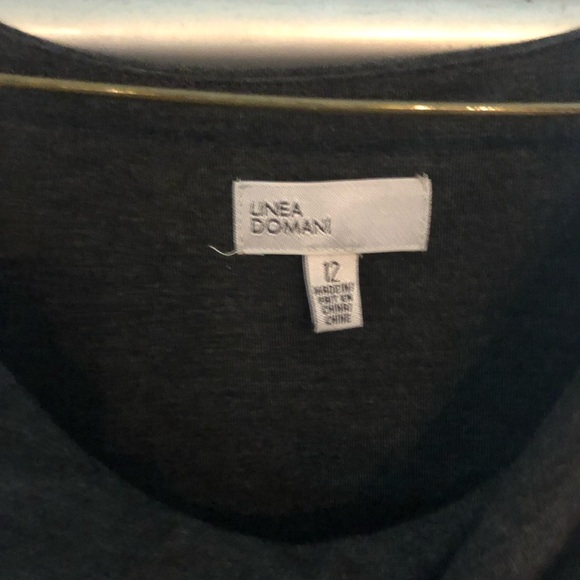 LINEA
DOMANI
12
MADE IN/
FAIT EN
CHINA/
CHINE